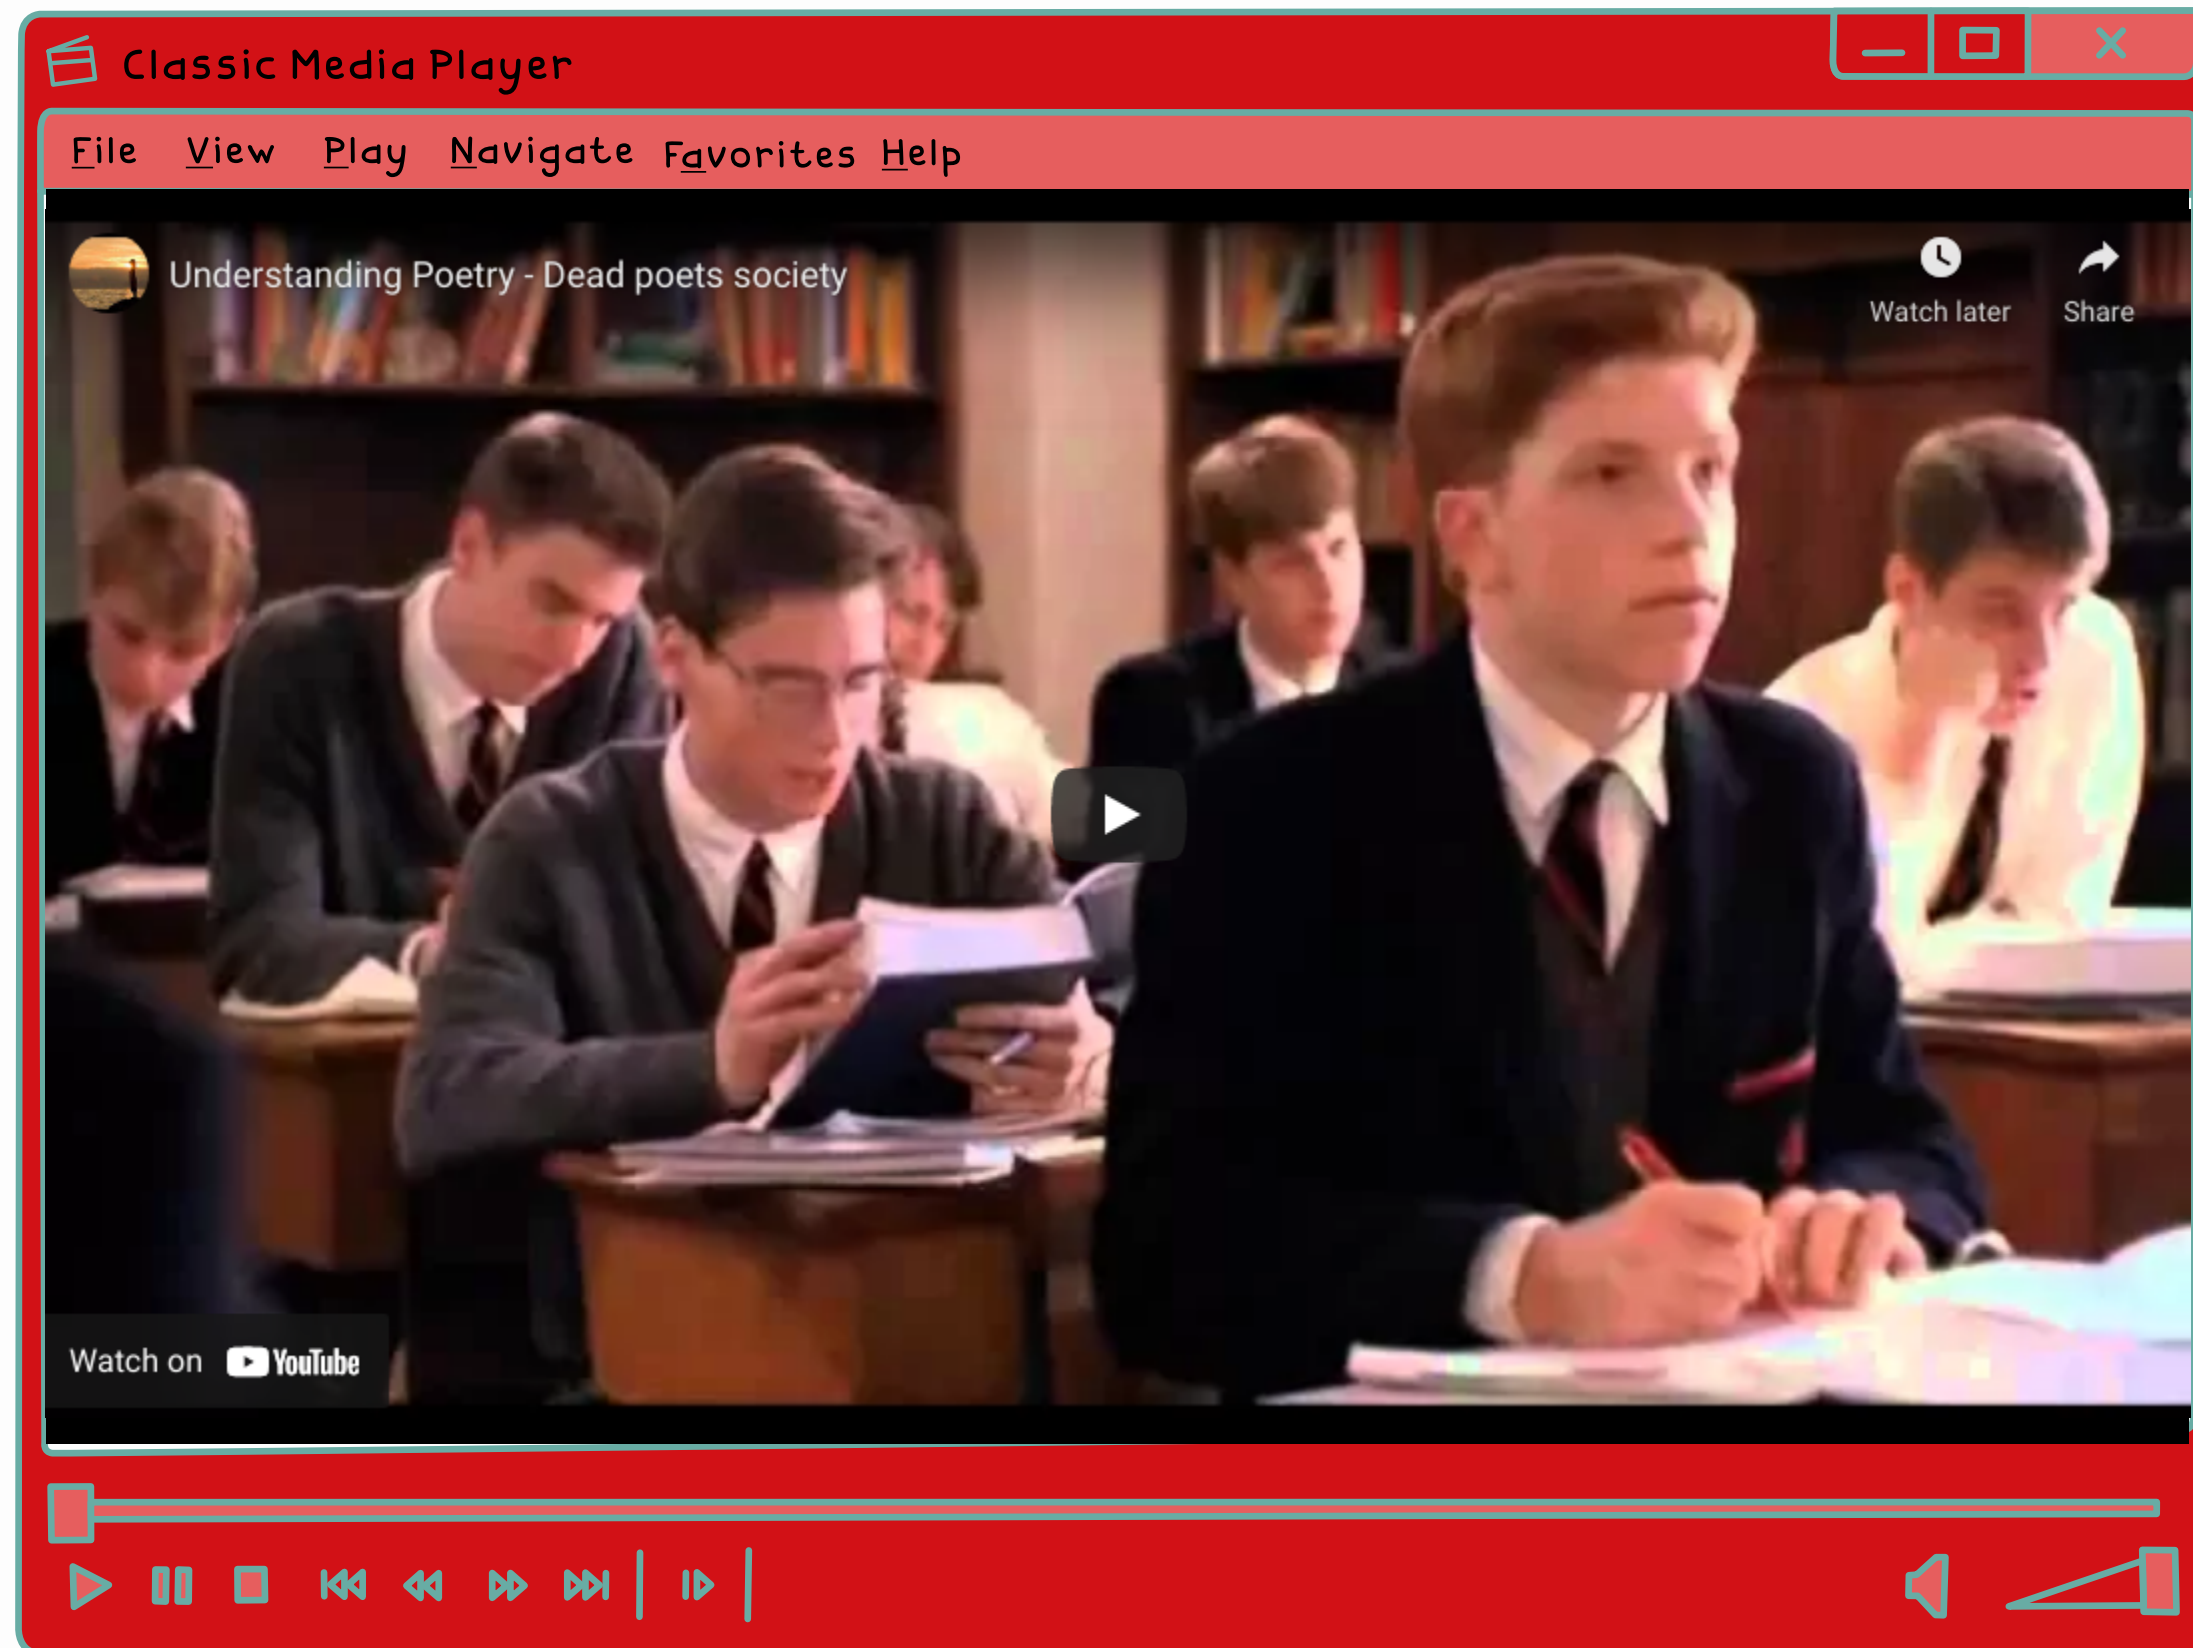 Classic Media Player
File View Play Navigate Favorites Help
Understanding Poetry - Dead poets society
Watch later
Share
Watch on YouTube